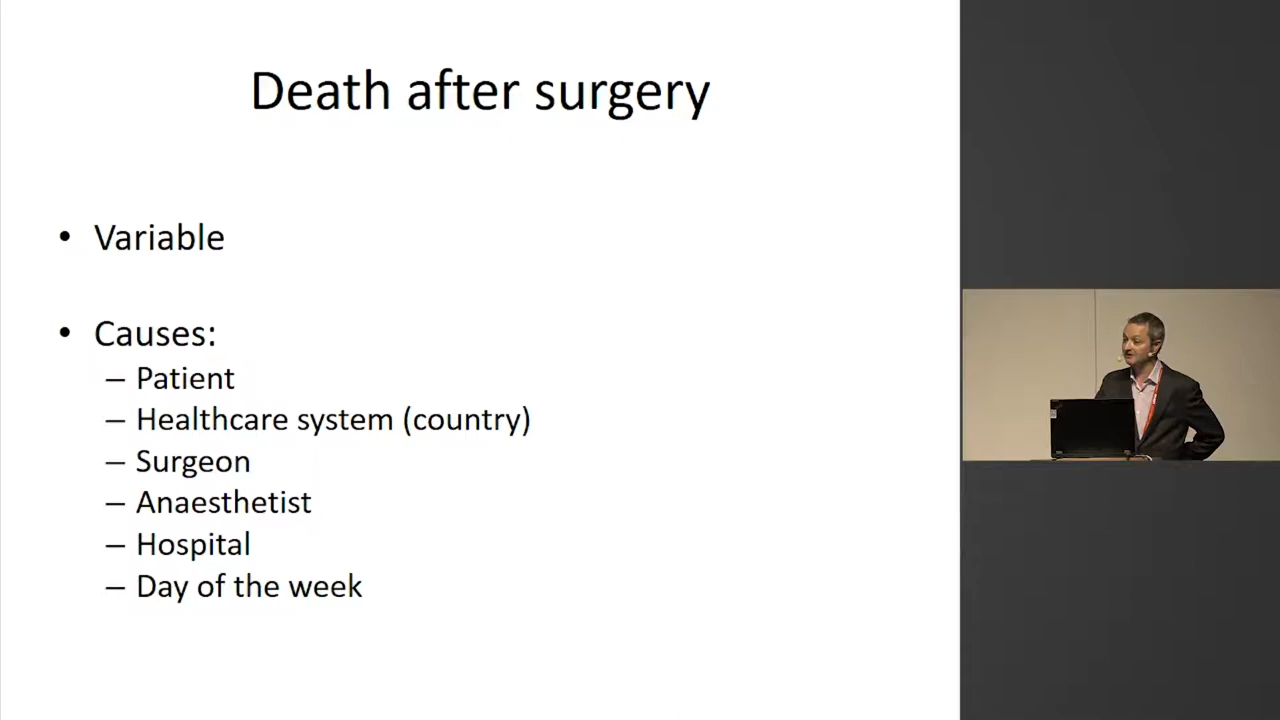 Death after surgery
• Variable
• Causes:
– Patient
– Healthcare system (country)
– Surgeon
– Anaesthetist
– Hospital
– Day of the week